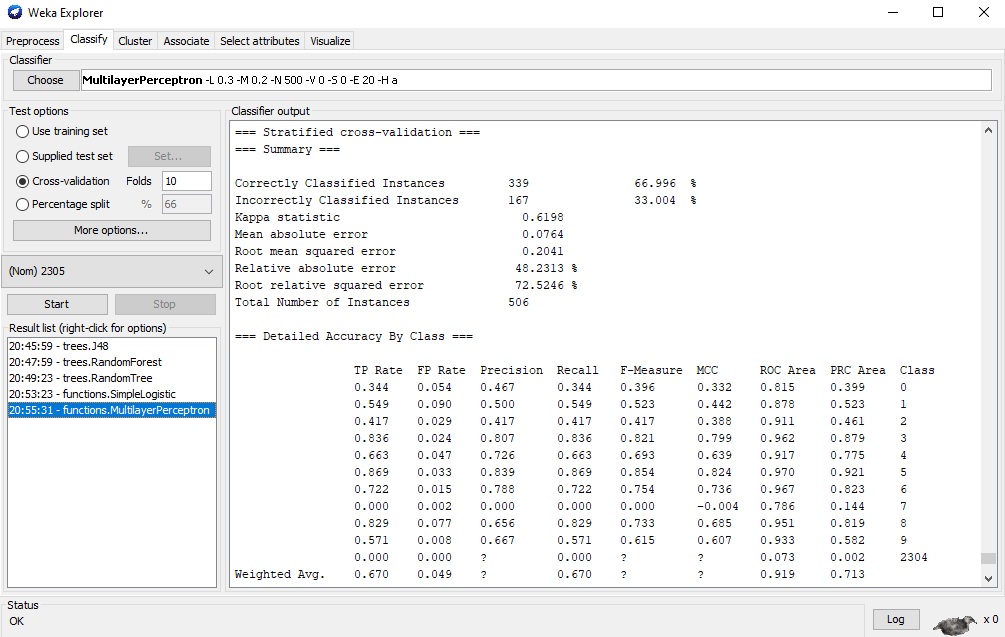 Weka Explorer
Preprocess Classify Cluster Associate Select attributes Visualize
Classifier
Choose MultilayerPerceptron -L 0.3 -M 0.2 -N 500 -V 0 -S 0 -E 20 -H a
Test options
Use training set
Supplied test set Set...
Cross-validation Folds 10
Percentage split % 66
More options...
(Nom) 2305
Start Stop
Result list (right-click for options)
20:45:59 - trees.J48
20:47:59 - trees.RandomForest
20:49:23 - trees.RandomTree
20:53:23 - functions.SimpleLogistic
20:55:31 - functions.MultilayerPerceptron
Classifier output
=== Stratified cross-validation ===
=== Summary ===
Correctly Classified Instances 339 66.996 %
Incorrectly Classified Instances 167 33.004 %
Kappa statistic 0.6198
Mean absolute error 0.0764
Root mean squared error 0.2041
Relative absolute error 48.2313 %
Root relative squared error 72.5246 %
Total Number of Instances 506
=== Detailed Accuracy By Class ===
TP Rate FP Rate Precision Recall F-Measure MCC ROC Area PRC Area Class
0.344 0.054 0.467 0.344 0.396 0.332 0.815 0.399 0
0.549 0.090 0.500 0.549 0.523 0.442 0.878 0.523 1
0.417 0.029 0.417 0.417 0.417 0.388 0.911 0.461 2
0.836 0.024 0.807 0.836 0.821 0.799 0.962 0.879 3
0.663 0.047 0.726 0.663 0.693 0.639 0.917 0.775 4
0.869 0.033 0.839 0.869 0.854 0.824 0.970 0.921 5
0.722 0.015 0.788 0.722 0.754 0.736 0.967 0.823 6
0.000 0.002 0.000 0.000 0.000 -0.004 0.786 0.144 7
0.829 0.077 0.656 0.829 0.733 0.685 0.951 0.819 8
0.571 0.008 0.667 0.571 0.615 0.607 0.933 0.582 9
0.000 0.000 ? 0.000 ? ? 0.073 0.002 2304
Weighted Avg. 0.670 0.049 ? 0.670 ? ? 0.919 0.713
Status
OK
Log x 0